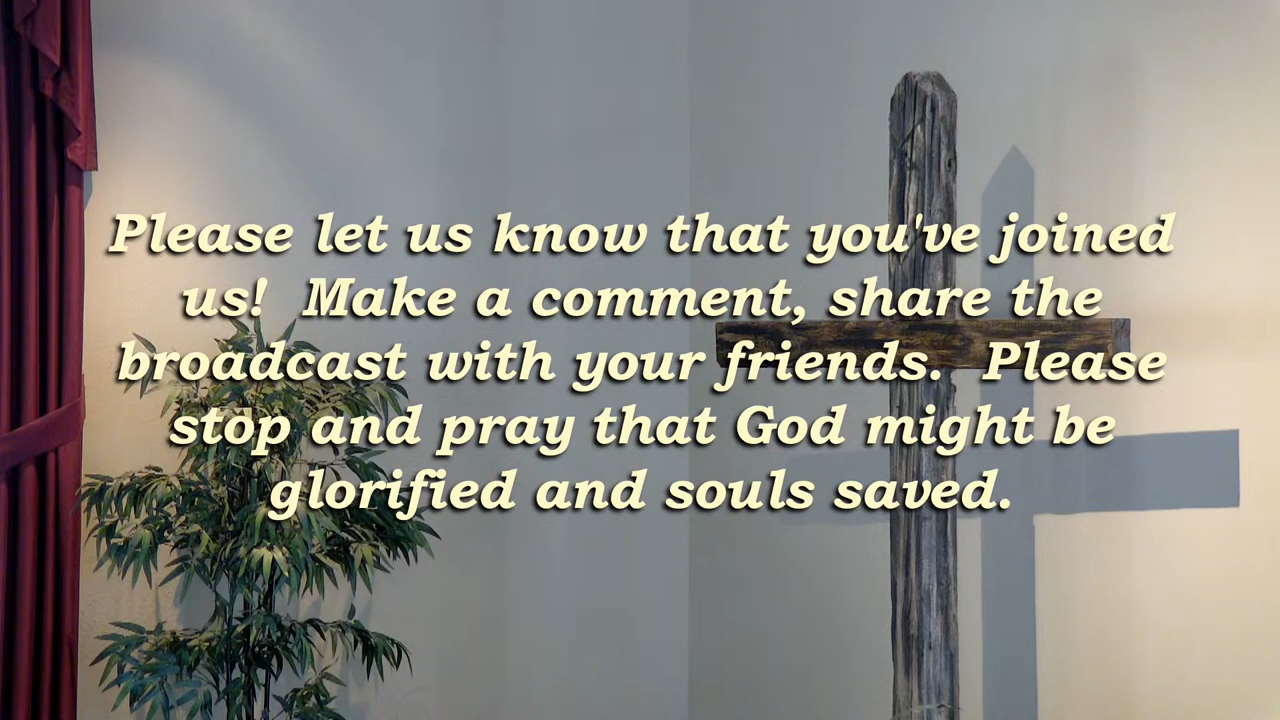 Please let us know that you've joined
us!  Make a comment, share the
broadcast with your friends.  Please
stop and pray that God might be
glorified and souls saved.